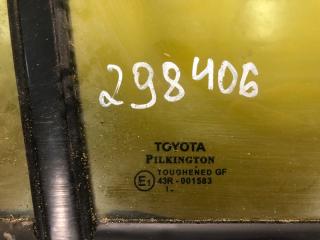 298406
TOYOTA
PILKINGTON
TOUGHENED GF
E1 43R-001583